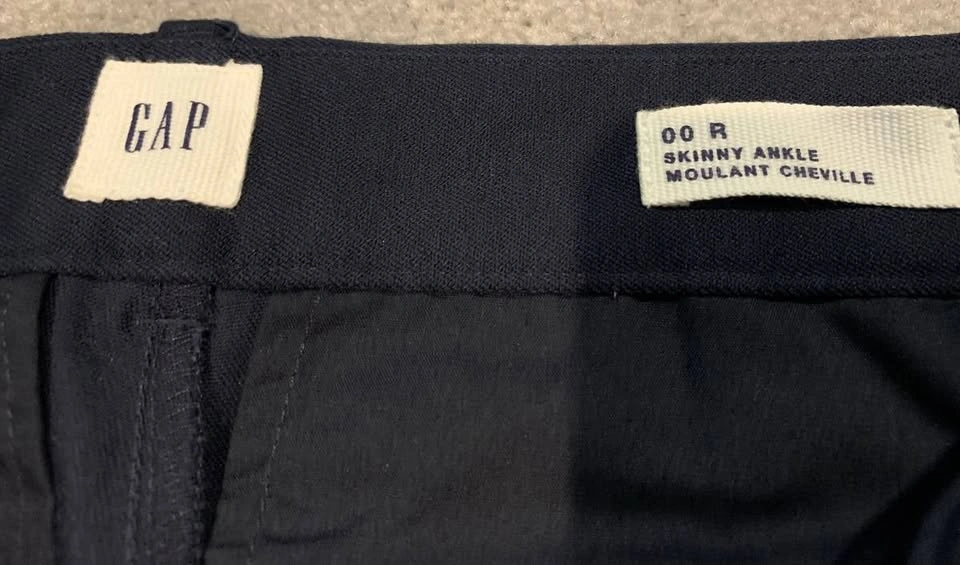 GAP
00 R
SKINNY ANKLE
MOULANT CHEVILLE